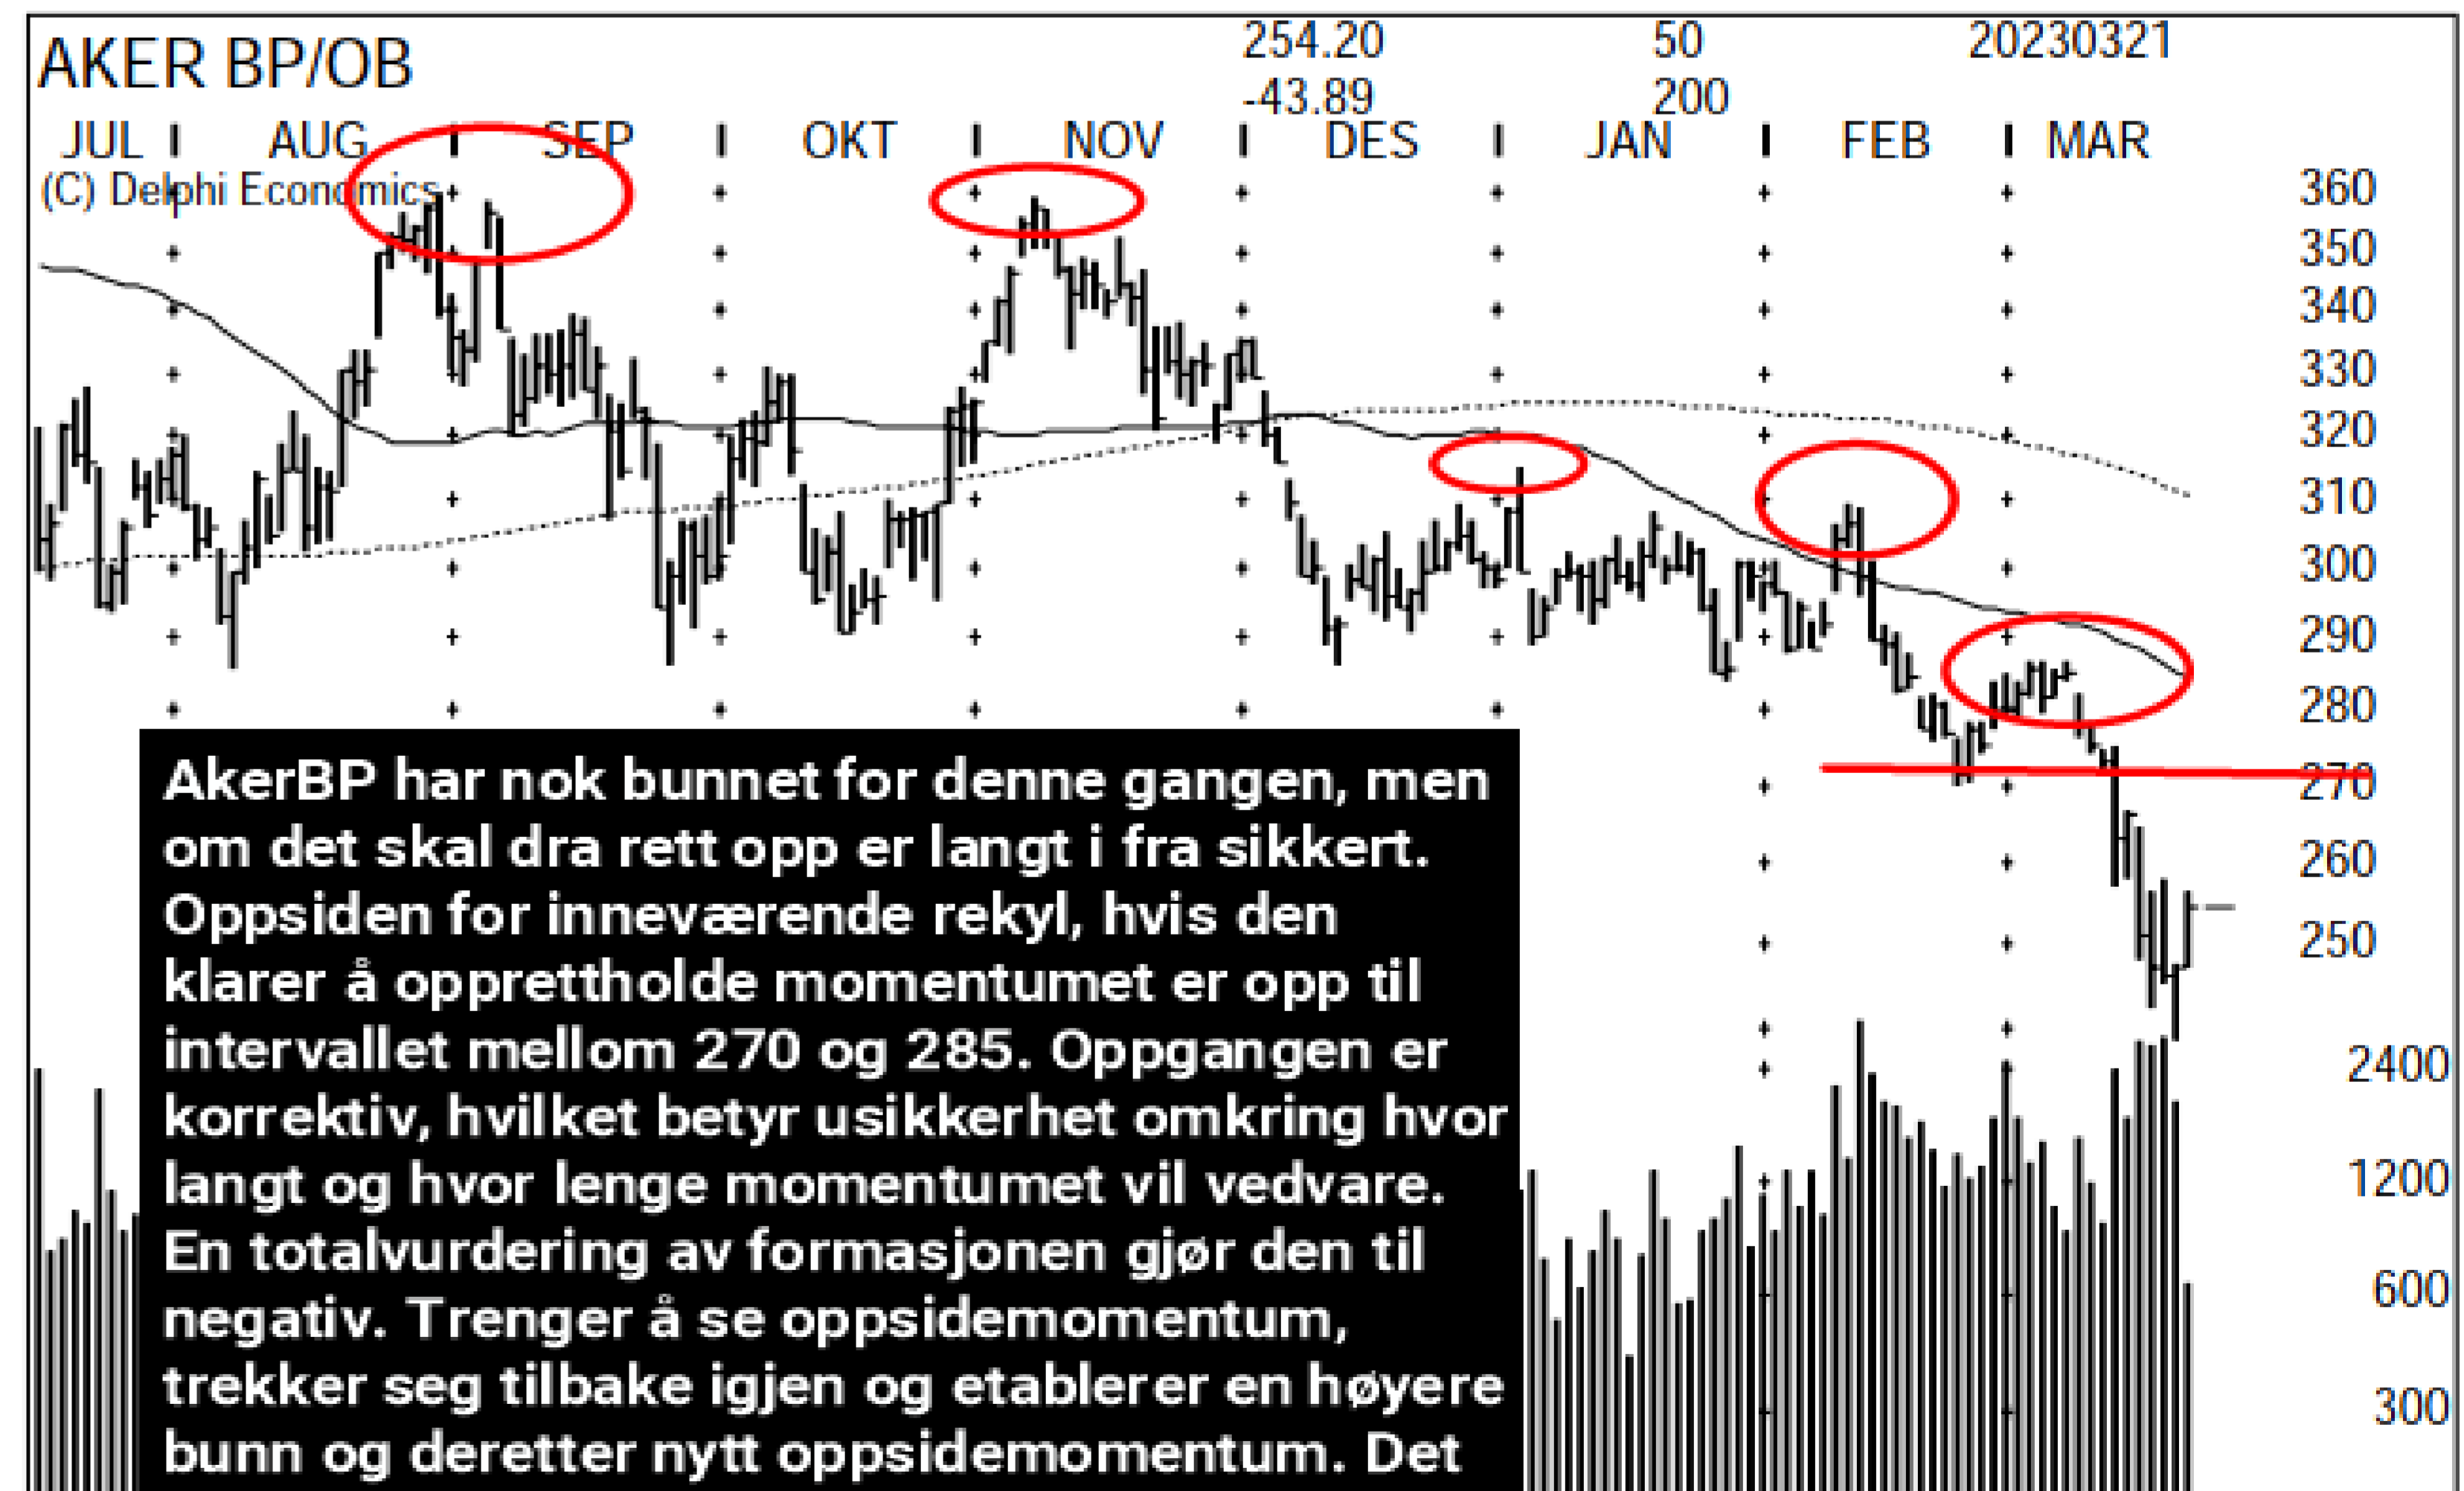 AKER BP/OB 254.20 50 20230321
-43.89 200
JUL AUG SEP OKT NOV DES JAN FEB MAR
(C) Delphi Economics
360
350
340
330
320
310
300
290
280
270
260
250
2400
1200
600
300
AkerBP har nok bunnet for denne gangen, men
om det skal dra rett opp er langt i fra sikkert.
Oppsiden for inneværende rekyl, hvis den
klarer å opprettholde momentumet er opp til
intervallet mellom 270 og 285. Oppgangen er
korrektiv, hvilket betyr usikkerhet omkring hvor
langt og hvor lenge momentumet vil vedvare.
En totalvurdering av formasjonen gjør den til
negativ. Trenger å se oppsidemomentum,
trekker seg tilbake igjen og etablerer en høyere
bunn og deretter nytt oppsidemomentum. Det